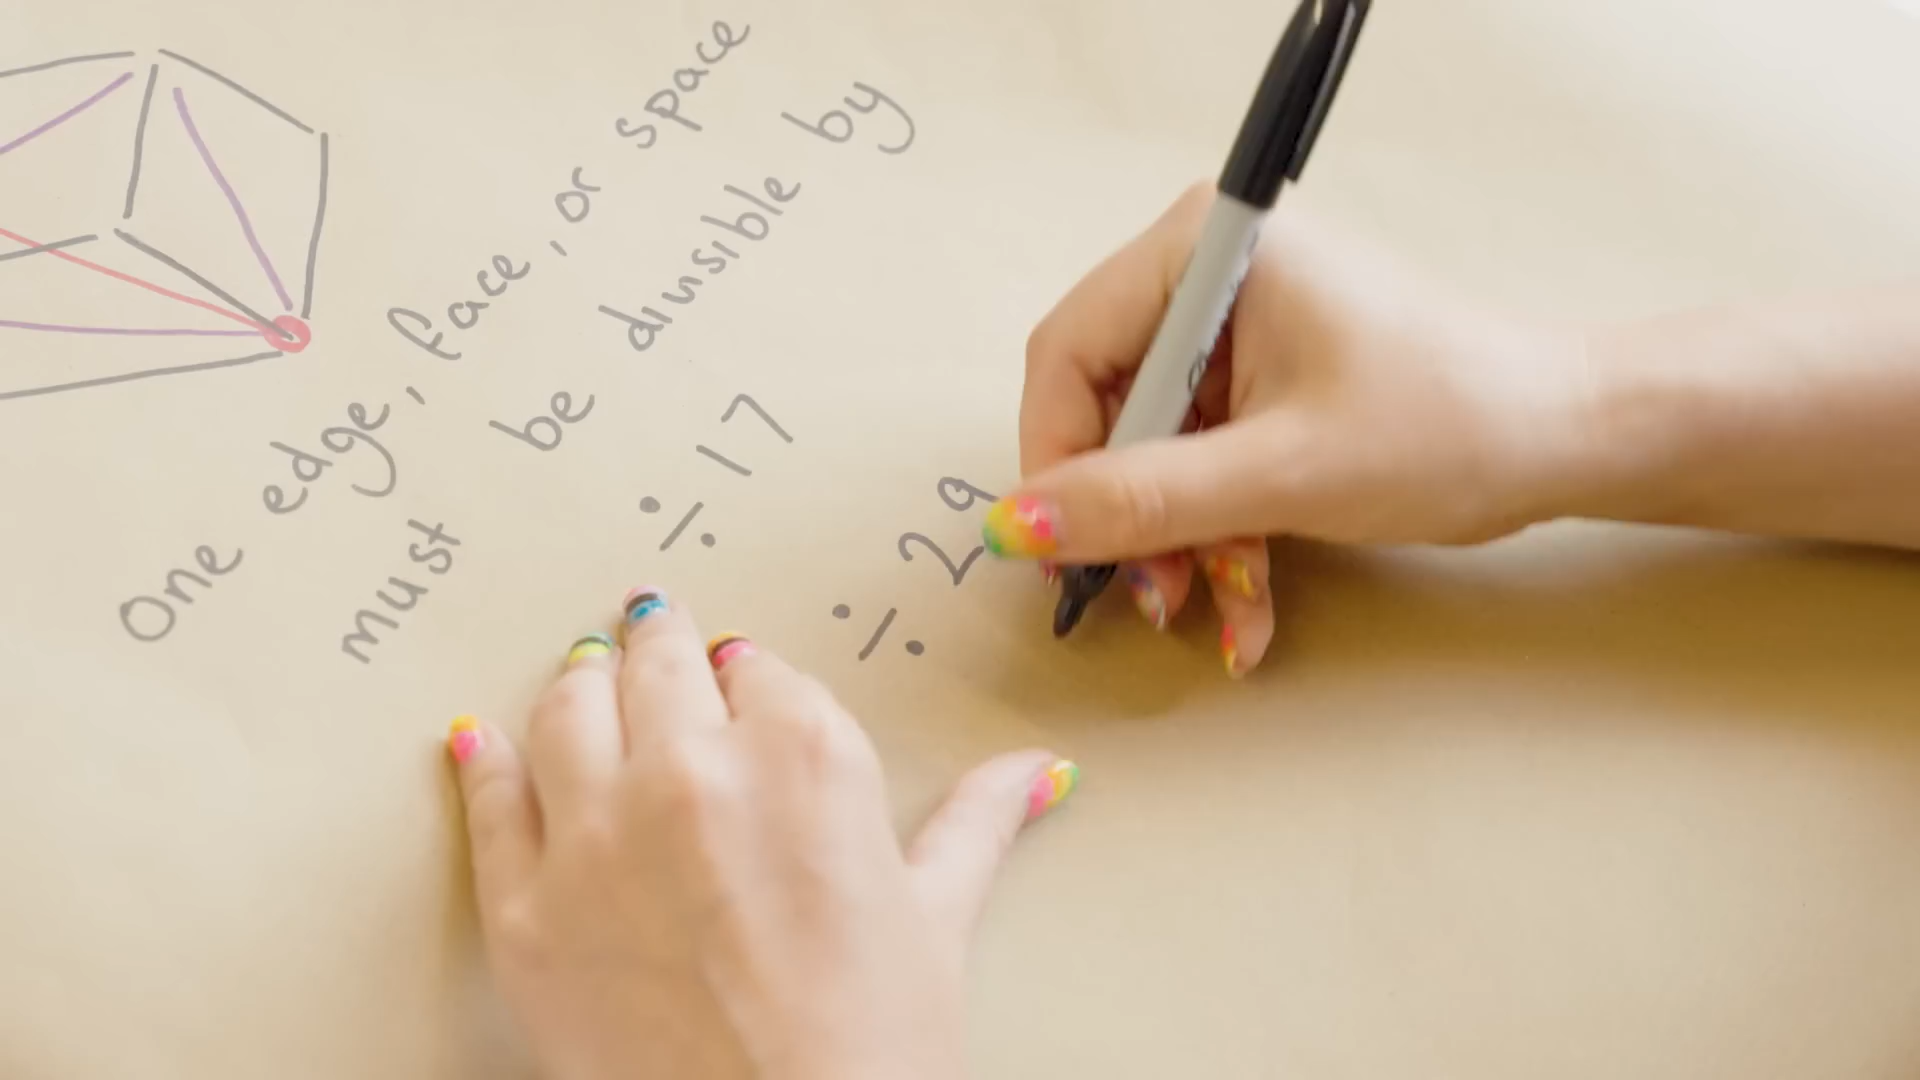 One edge, face, or space
must be divisible by
÷ 17
÷ 29